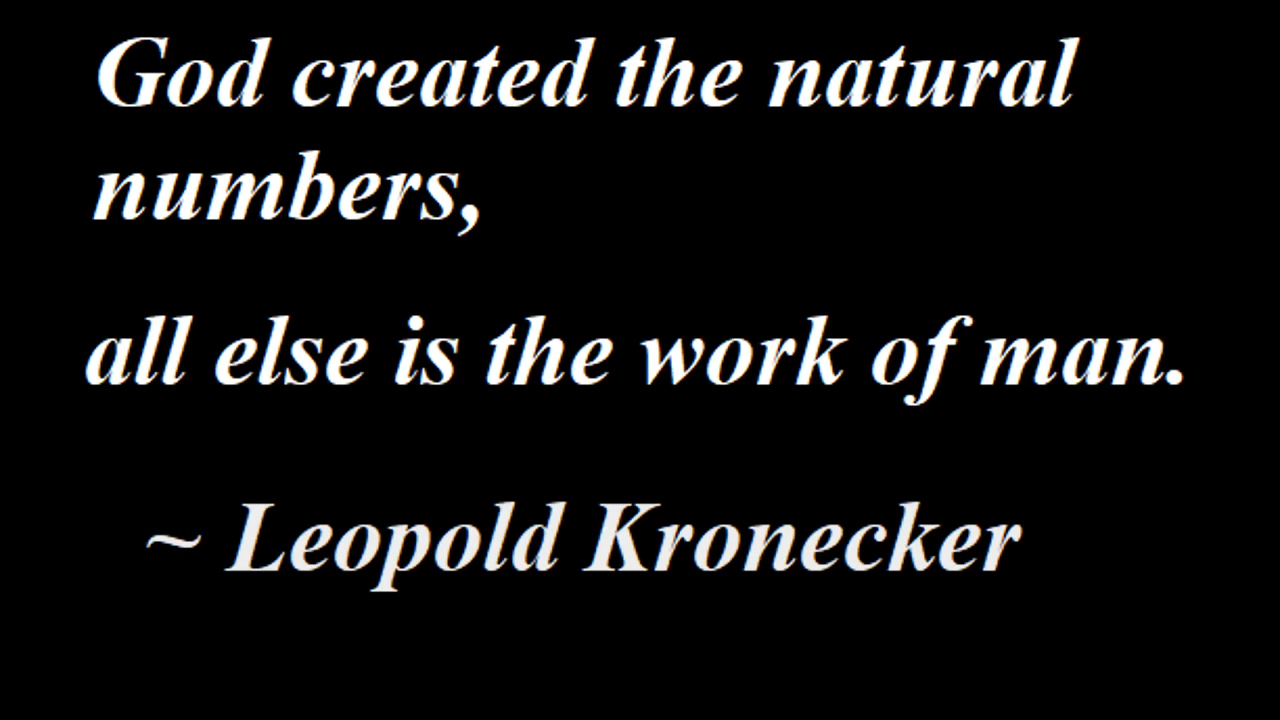 God created the natural
numbers,
all else is the work of man.
~ Leopold Kronecker